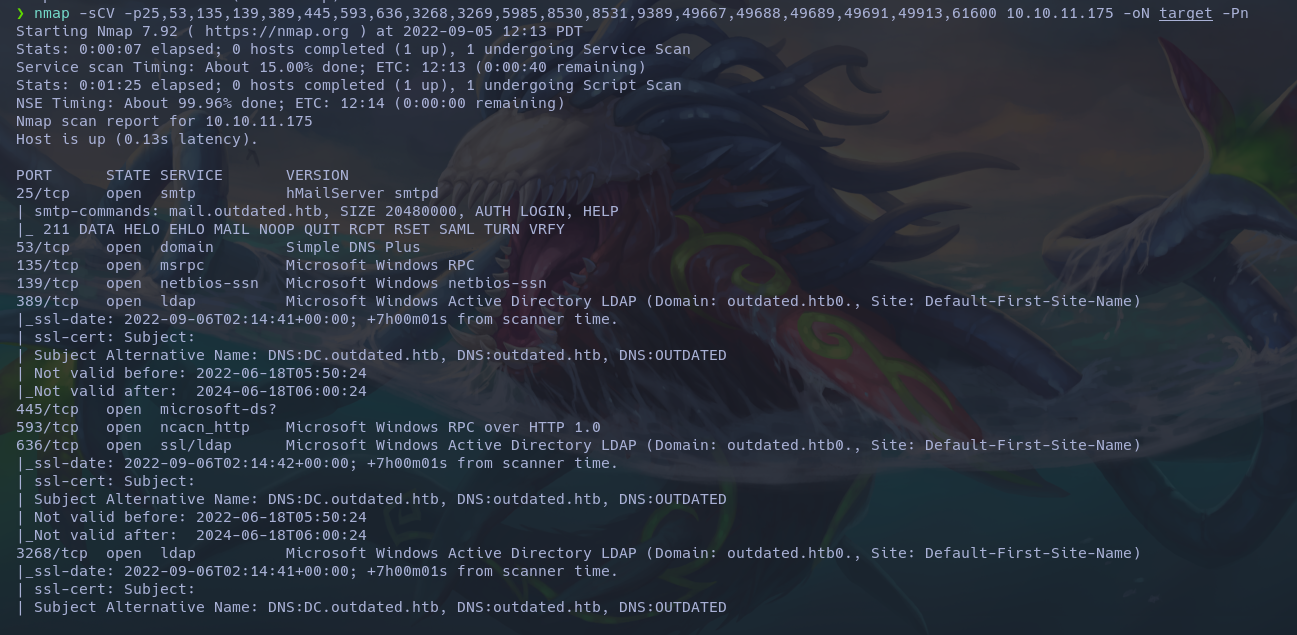 ❯ nmap -sCV -p25,53,135,139,389,445,593,636,3268,3269,5985,8530,8531,9389,49667,49688,49689,49691,49913,61600 10.10.11.175 -oN target -Pn
Starting Nmap 7.92 ( https://nmap.org ) at 2022-09-05 12:13 PDT
Stats: 0:00:07 elapsed; 0 hosts completed (1 up), 1 undergoing Service Scan
Service scan Timing: About 15.00% done; ETC: 12:13 (0:00:40 remaining)
Stats: 0:01:25 elapsed; 0 hosts completed (1 up), 1 undergoing Script Scan
NSE Timing: About 99.96% done; ETC: 12:14 (0:00:00 remaining)
Nmap scan report for 10.10.11.175
Host is up (0.13s latency).

PORT      STATE SERVICE       VERSION
25/tcp    open  smtp          hMailServer smtpd
| smtp-commands: mail.outdated.htb, SIZE 20480000, AUTH LOGIN, HELP
|_ 211 DATA HELO EHLO MAIL NOOP QUIT RCPT RSET SAML TURN VRFY
53/tcp    open  domain        Simple DNS Plus
135/tcp   open  msrpc         Microsoft Windows RPC
139/tcp   open  netbios-ssn   Microsoft Windows netbios-ssn
389/tcp   open  ldap          Microsoft Windows Active Directory LDAP (Domain: outdated.htb0., Site: Default-First-Site-Name)
|_ssl-date: 2022-09-06T02:14:41+00:00; +7h00m01s from scanner time.
| ssl-cert: Subject:
| Subject Alternative Name: DNS:DC.outdated.htb, DNS:outdated.htb, DNS:OUTDATED
| Not valid before: 2022-06-18T05:50:24
|_Not valid after:  2024-06-18T06:00:24
445/tcp   open  microsoft-ds?
593/tcp   open  ncacn_http    Microsoft Windows RPC over HTTP 1.0
636/tcp   open  ssl/ldap      Microsoft Windows Active Directory LDAP (Domain: outdated.htb0., Site: Default-First-Site-Name)
|_ssl-date: 2022-09-06T02:14:42+00:00; +7h00m01s from scanner time.
| ssl-cert: Subject:
| Subject Alternative Name: DNS:DC.outdated.htb, DNS:outdated.htb, DNS:OUTDATED
| Not valid before: 2022-06-18T05:50:24
|_Not valid after:  2024-06-18T06:00:24
3268/tcp  open  ldap          Microsoft Windows Active Directory LDAP (Domain: outdated.htb0., Site: Default-First-Site-Name)
|_ssl-date: 2022-09-06T02:14:41+00:00; +7h00m01s from scanner time.
| ssl-cert: Subject:
| Subject Alternative Name: DNS:DC.outdated.htb, DNS:outdated.htb, DNS:OUTDATED